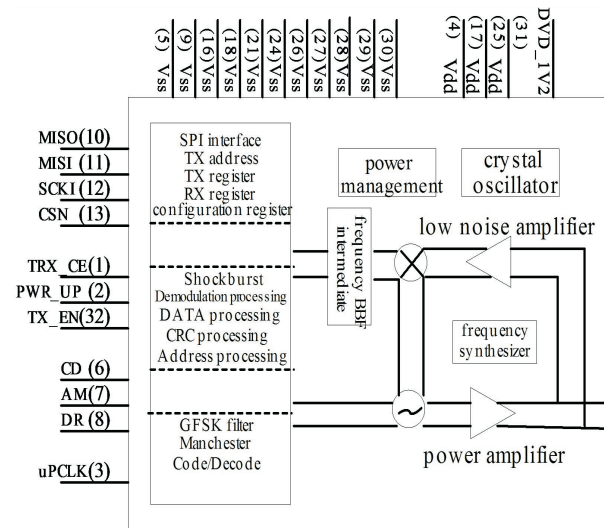 (5) Vss
(9) Vss
(16)Vss
(18)Vss
(21)Vss
(24)Vss
(26)Vss
(27)Vss
(28)Vss
(29)Vss
(30)Vss
(4) Vdd
(17) Vdd
(25) Vdd
(31)
DVD_1V2
MISO(10)
MISI(11)
SCKI(12)
CSN (13)
TRX_CE(1)
PWR_UP (2)
TX_EN(32)
CD (6)
AM(7)
DR (8)
uPCLK(3)
SPI interface
TX address
TX register
RX register
configuration register
Shockburst
Demodulation processing
DATA processing
CRC processing
Address processing
GFSK filter
Manchester
Code/Decode
power
management
crystal
oscillator
frequency BBF
intermediate
low noise amplifier
frequency
synthesizer
power amplifier